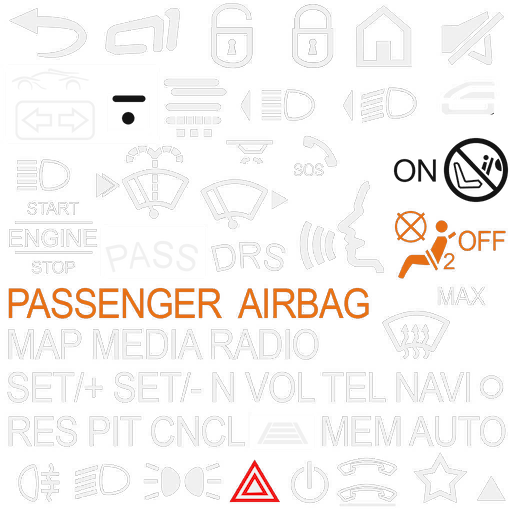 SOS
ON
START
ENGINE
STOP
PASS DRS
OFF
2
MAX
PASSENGER AIRBAG
MAP MEDIA RADIO
SET/+ SET/- N VOL TEL NAVI
RES PIT CNCL MEM AUTO